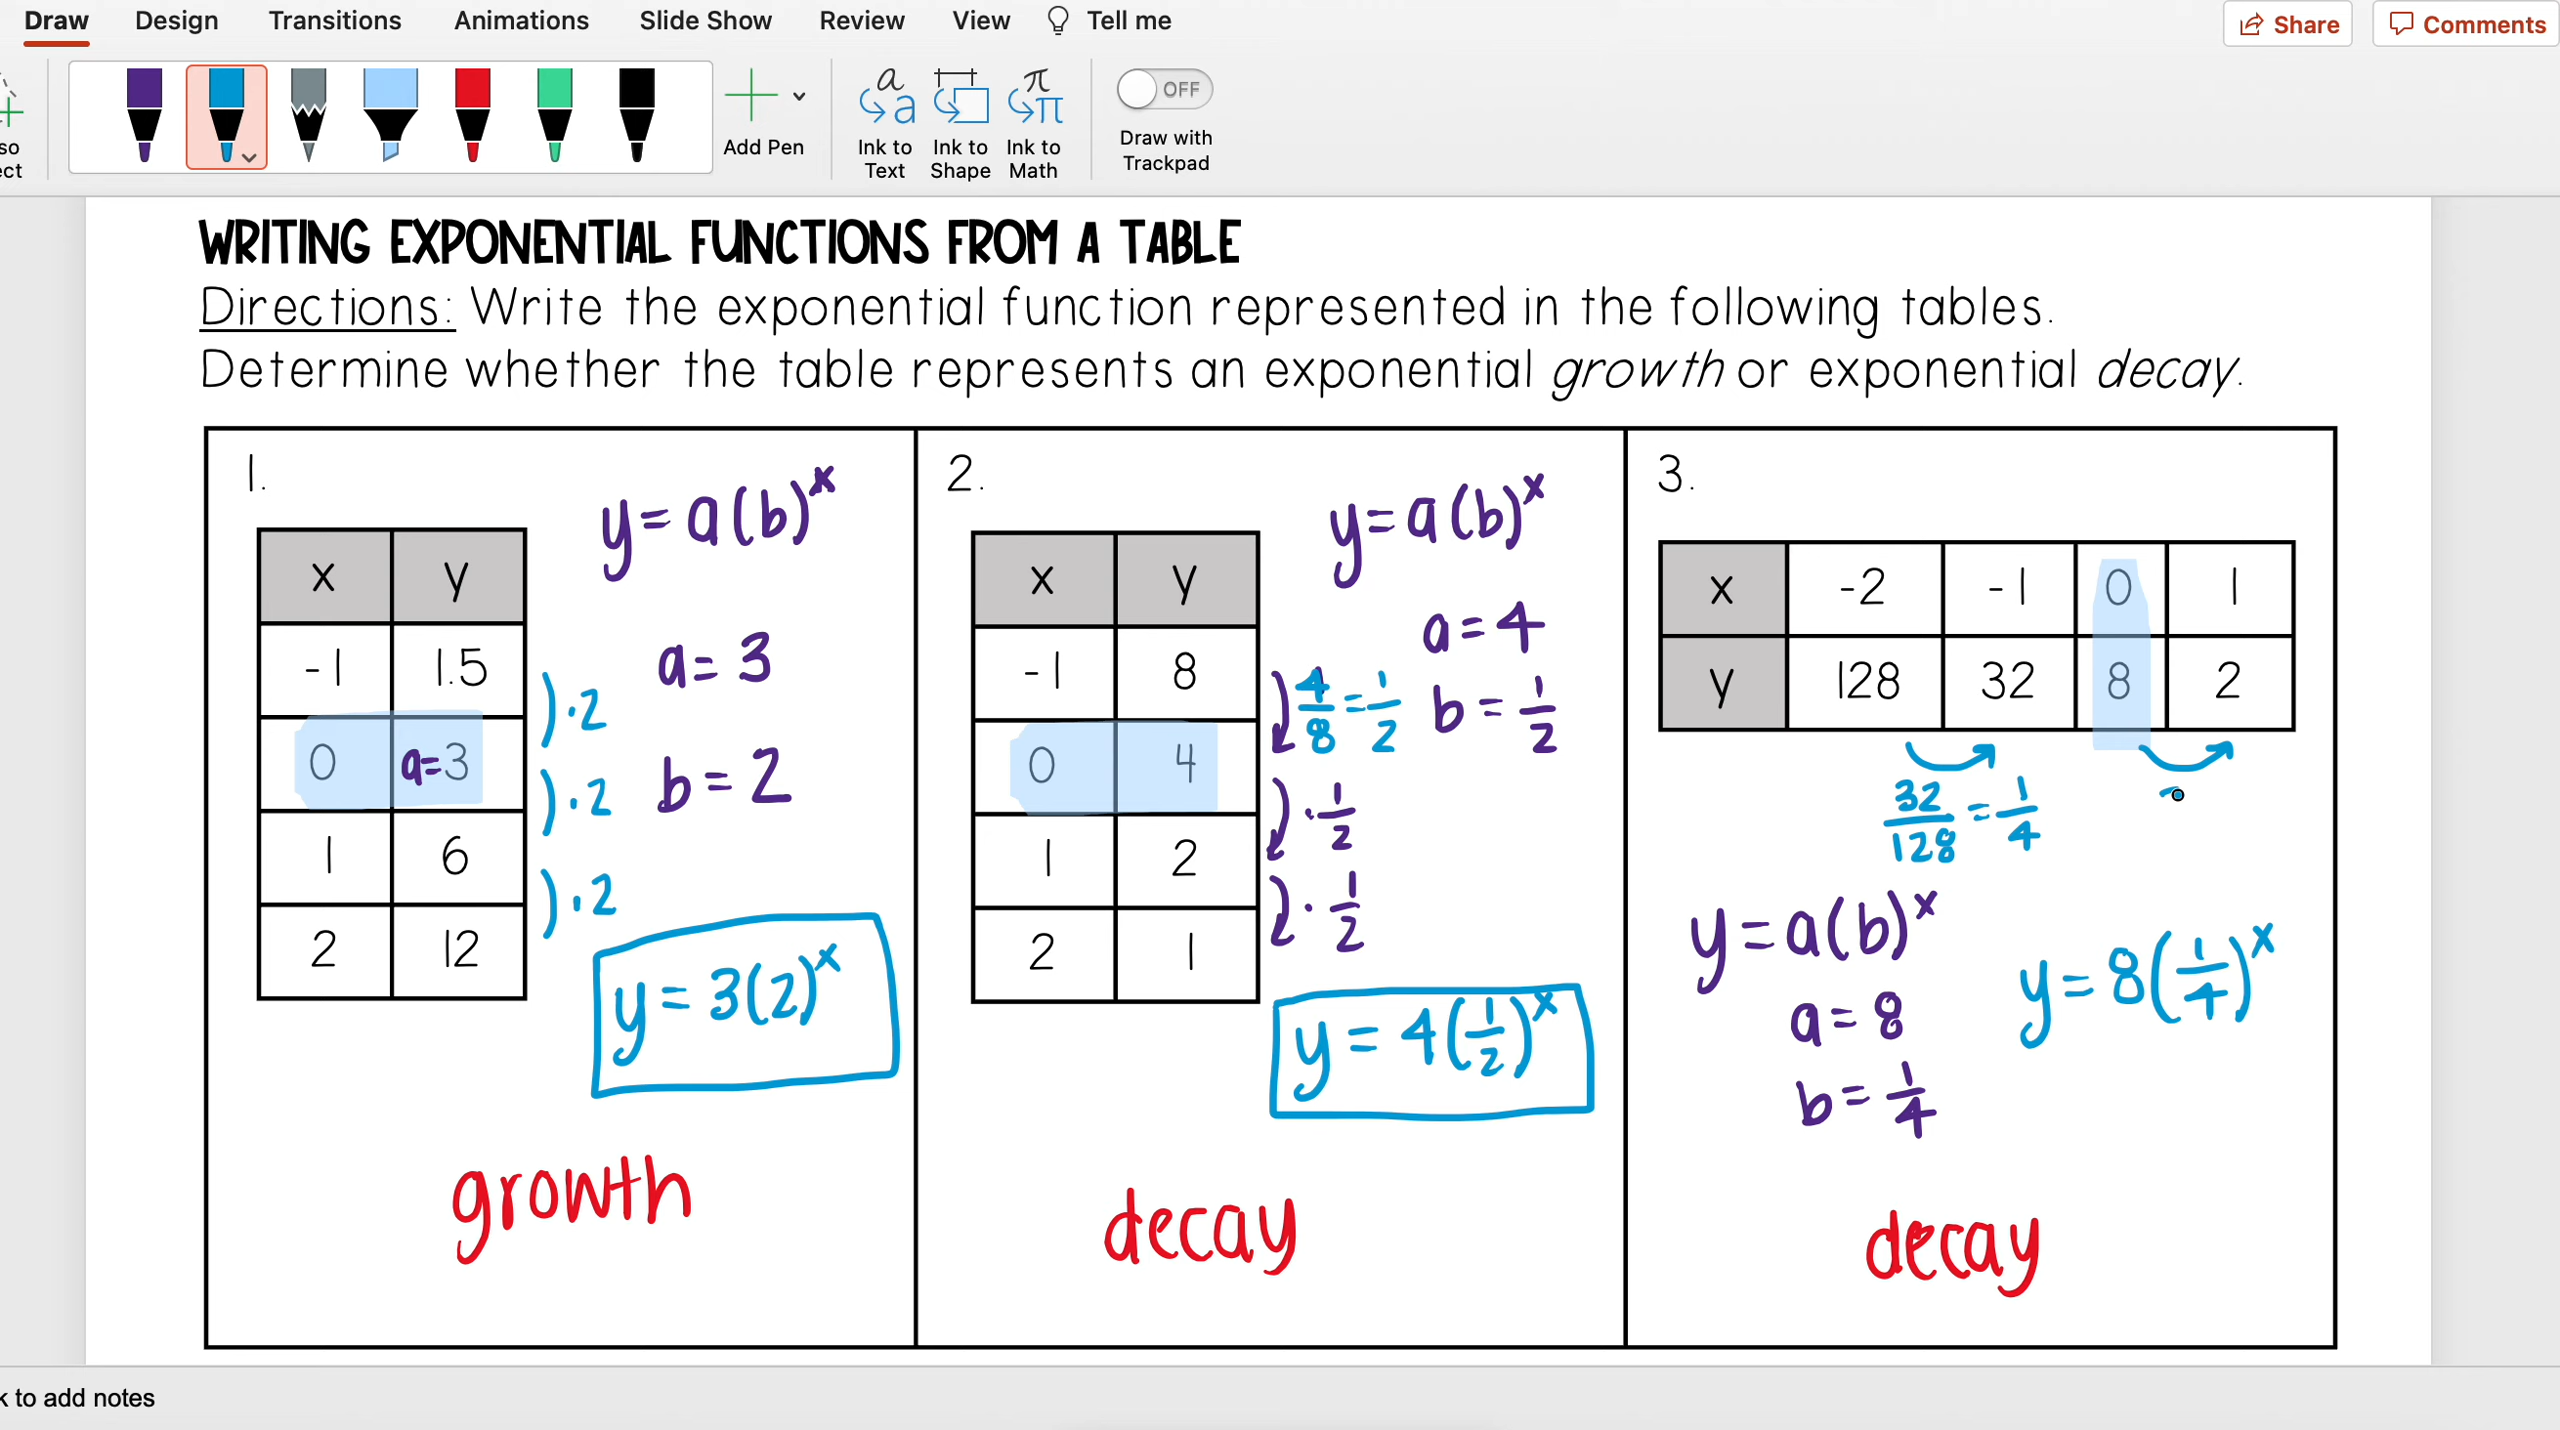 Draw Design Transitions Animations Slide Show Review View Tell me Share Comments
so
ect
Add Pen
Ink to Text
Ink to Shape
Ink to Math
OFF
Draw with Trackpad
WRITING EXPONENTIAL FUNCTIONS FROM A TABLE
Directions: Write the exponential function represented in the following tables.
Determine whether the table represents an exponential growth or exponential decay.
1.
y = a(b)^x
x y
-1 1.5
0 a=3
1 6
2 12
·2
·2
·2
a = 3
b = 2
y = 3(2)^x
growth
2.
y = a(b)^x
x y
-1 8
0 4
1 2
2 1
4/8 = 1/2
· 1/2
· 1/2
a = 4
b = 1/2
y = 4(1/2)^x
decay
3.
x -2 -1 0 1
y 128 32 8 2
32/128 = 1/4
y = a(b)^x
a = 8
b = 1/4
y = 8(1/4)^x
decay
k to add notes